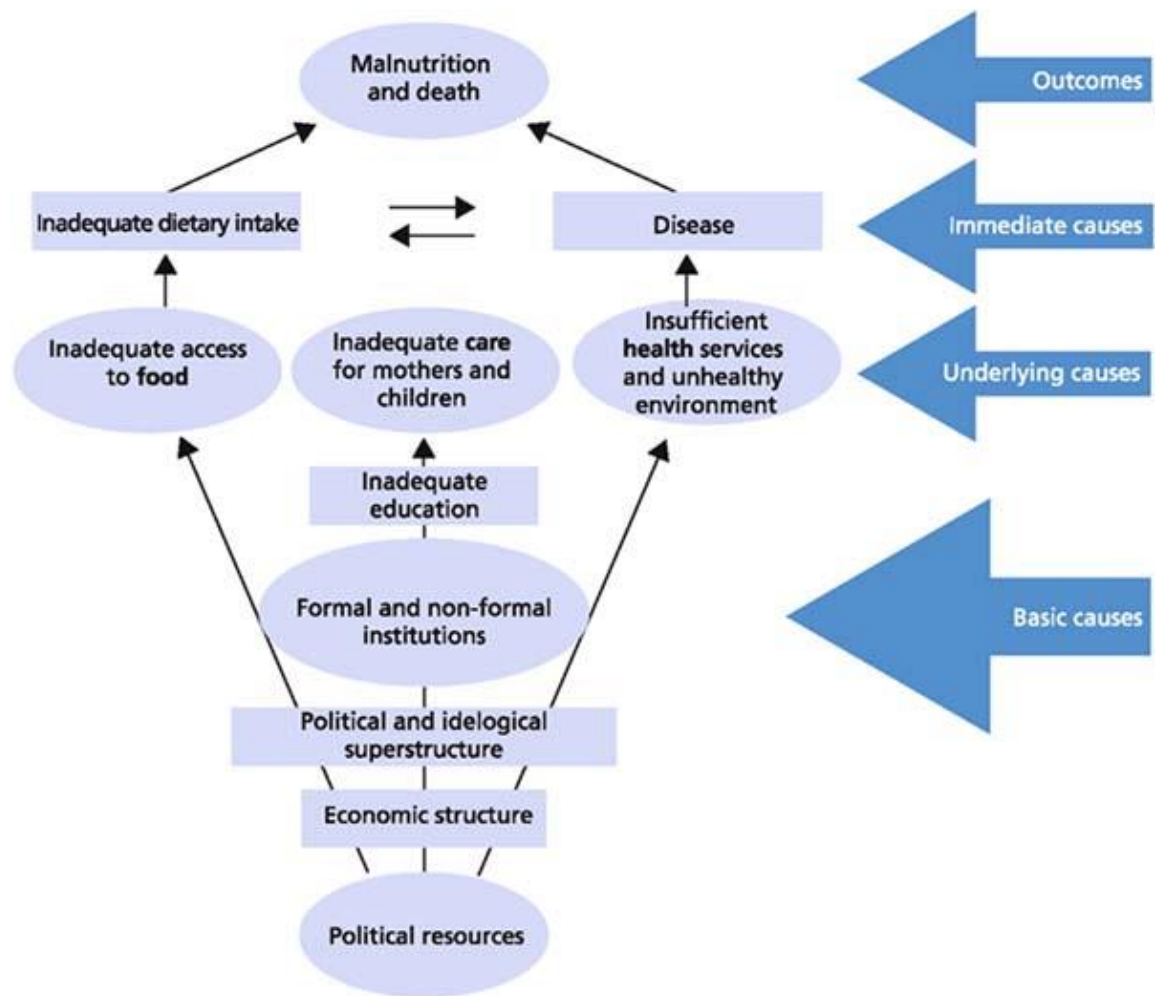 Malnutrition
and death
Outcomes
Inadequate dietary intake
Disease
Immediate causes
Inadequate access
to food
Inadequate care
for mothers and
children
Insufficient
health services
and unhealthy
environment
Underlying causes
Inadequate
education
Formal and non-formal
institutions
Basic causes
Political and idelogical
superstructure
Economic structure
Political resources